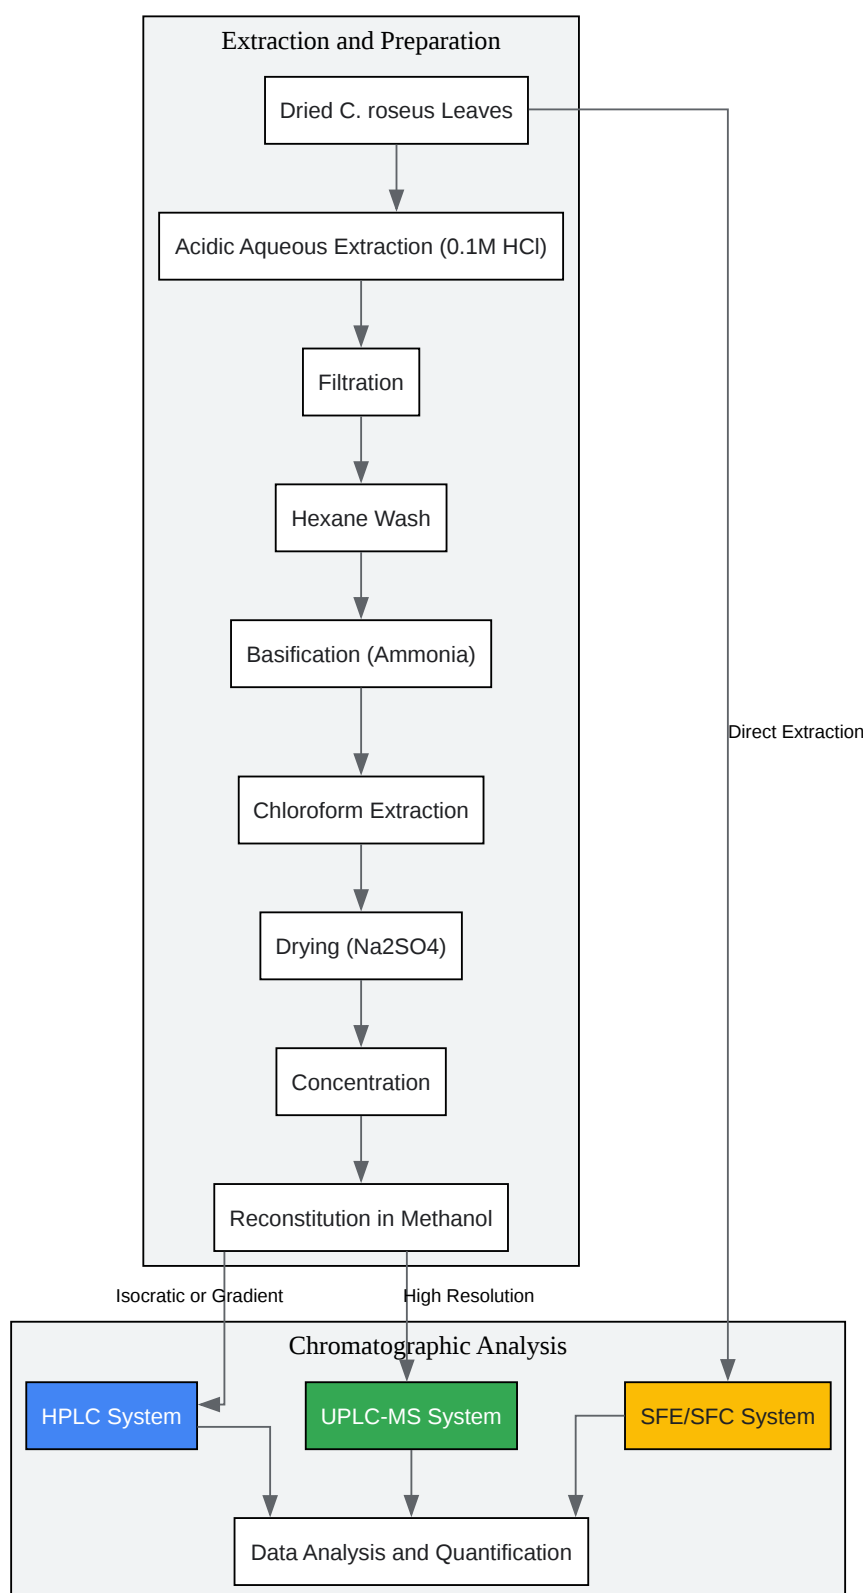 Extraction and Preparation
Dried C. roseus Leaves
Acidic Aqueous Extraction (0.1M HCl)
Filtration
Hexane Wash
Basification (Ammonia)
Direct Extraction
Chloroform Extraction
Drying (Na2SO4)
Concentration
Reconstitution in Methanol
Isocratic or Gradient
High Resolution
Chromatographic Analysis
HPLC System
UPLC-MS System
SFE/SFC System
Data Analysis and Quantification